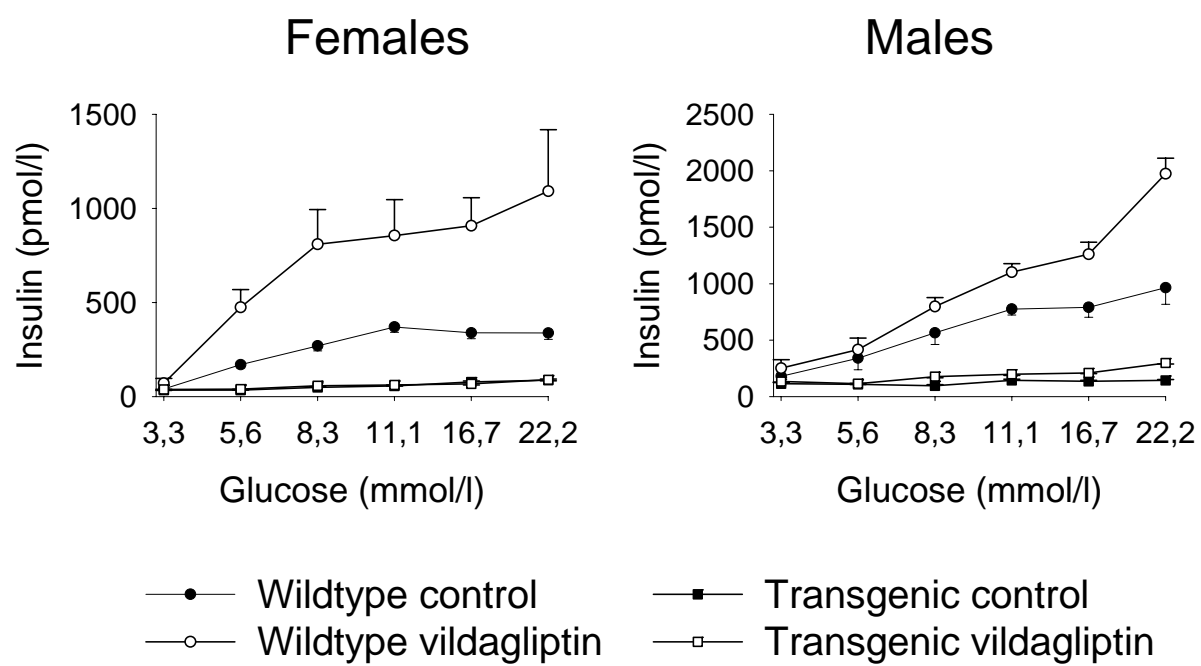 Females
Males
1500
1000
500
0
Insulin (pmol/l)
3,3 5,6 8,3 11,1 16,7 22,2
Glucose (mmol/l)
2500
2000
1500
1000
500
0
Insulin (pmol/l)
3,3 5,6 8,3 11,1 16,7 22,2
Glucose (mmol/l)
Wildtype control
Wildtype vildagliptin
Transgenic control
Transgenic vildagliptin